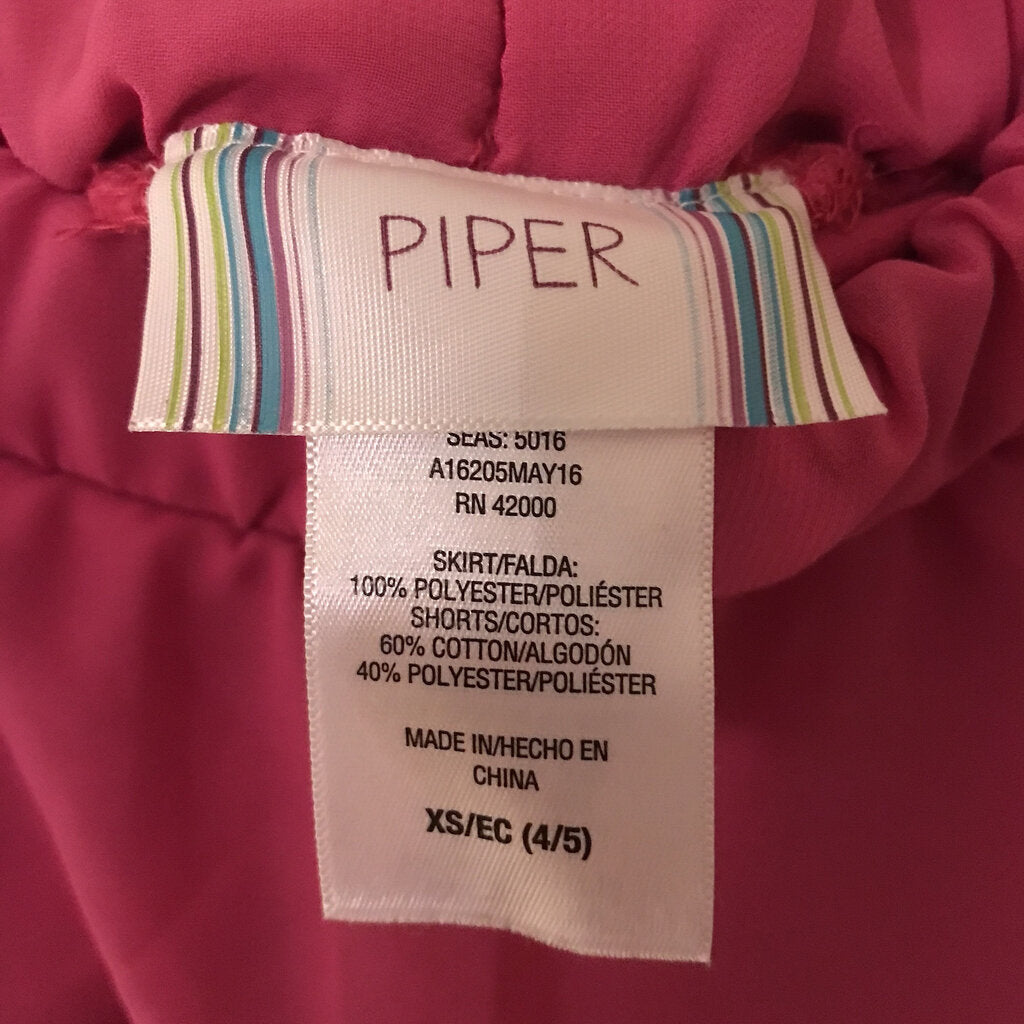 PIPER
SEAS: 5016
A16205MAY16
RN 42000
SKIRT/FALDA:
100% POLYESTER/POLIÉSTER
SHORTS/CORTOS:
60% COTTON/ALGODÓN
40% POLYESTER/POLIÉSTER
MADE IN/HECHO EN
CHINA
XS/EC (4/5)